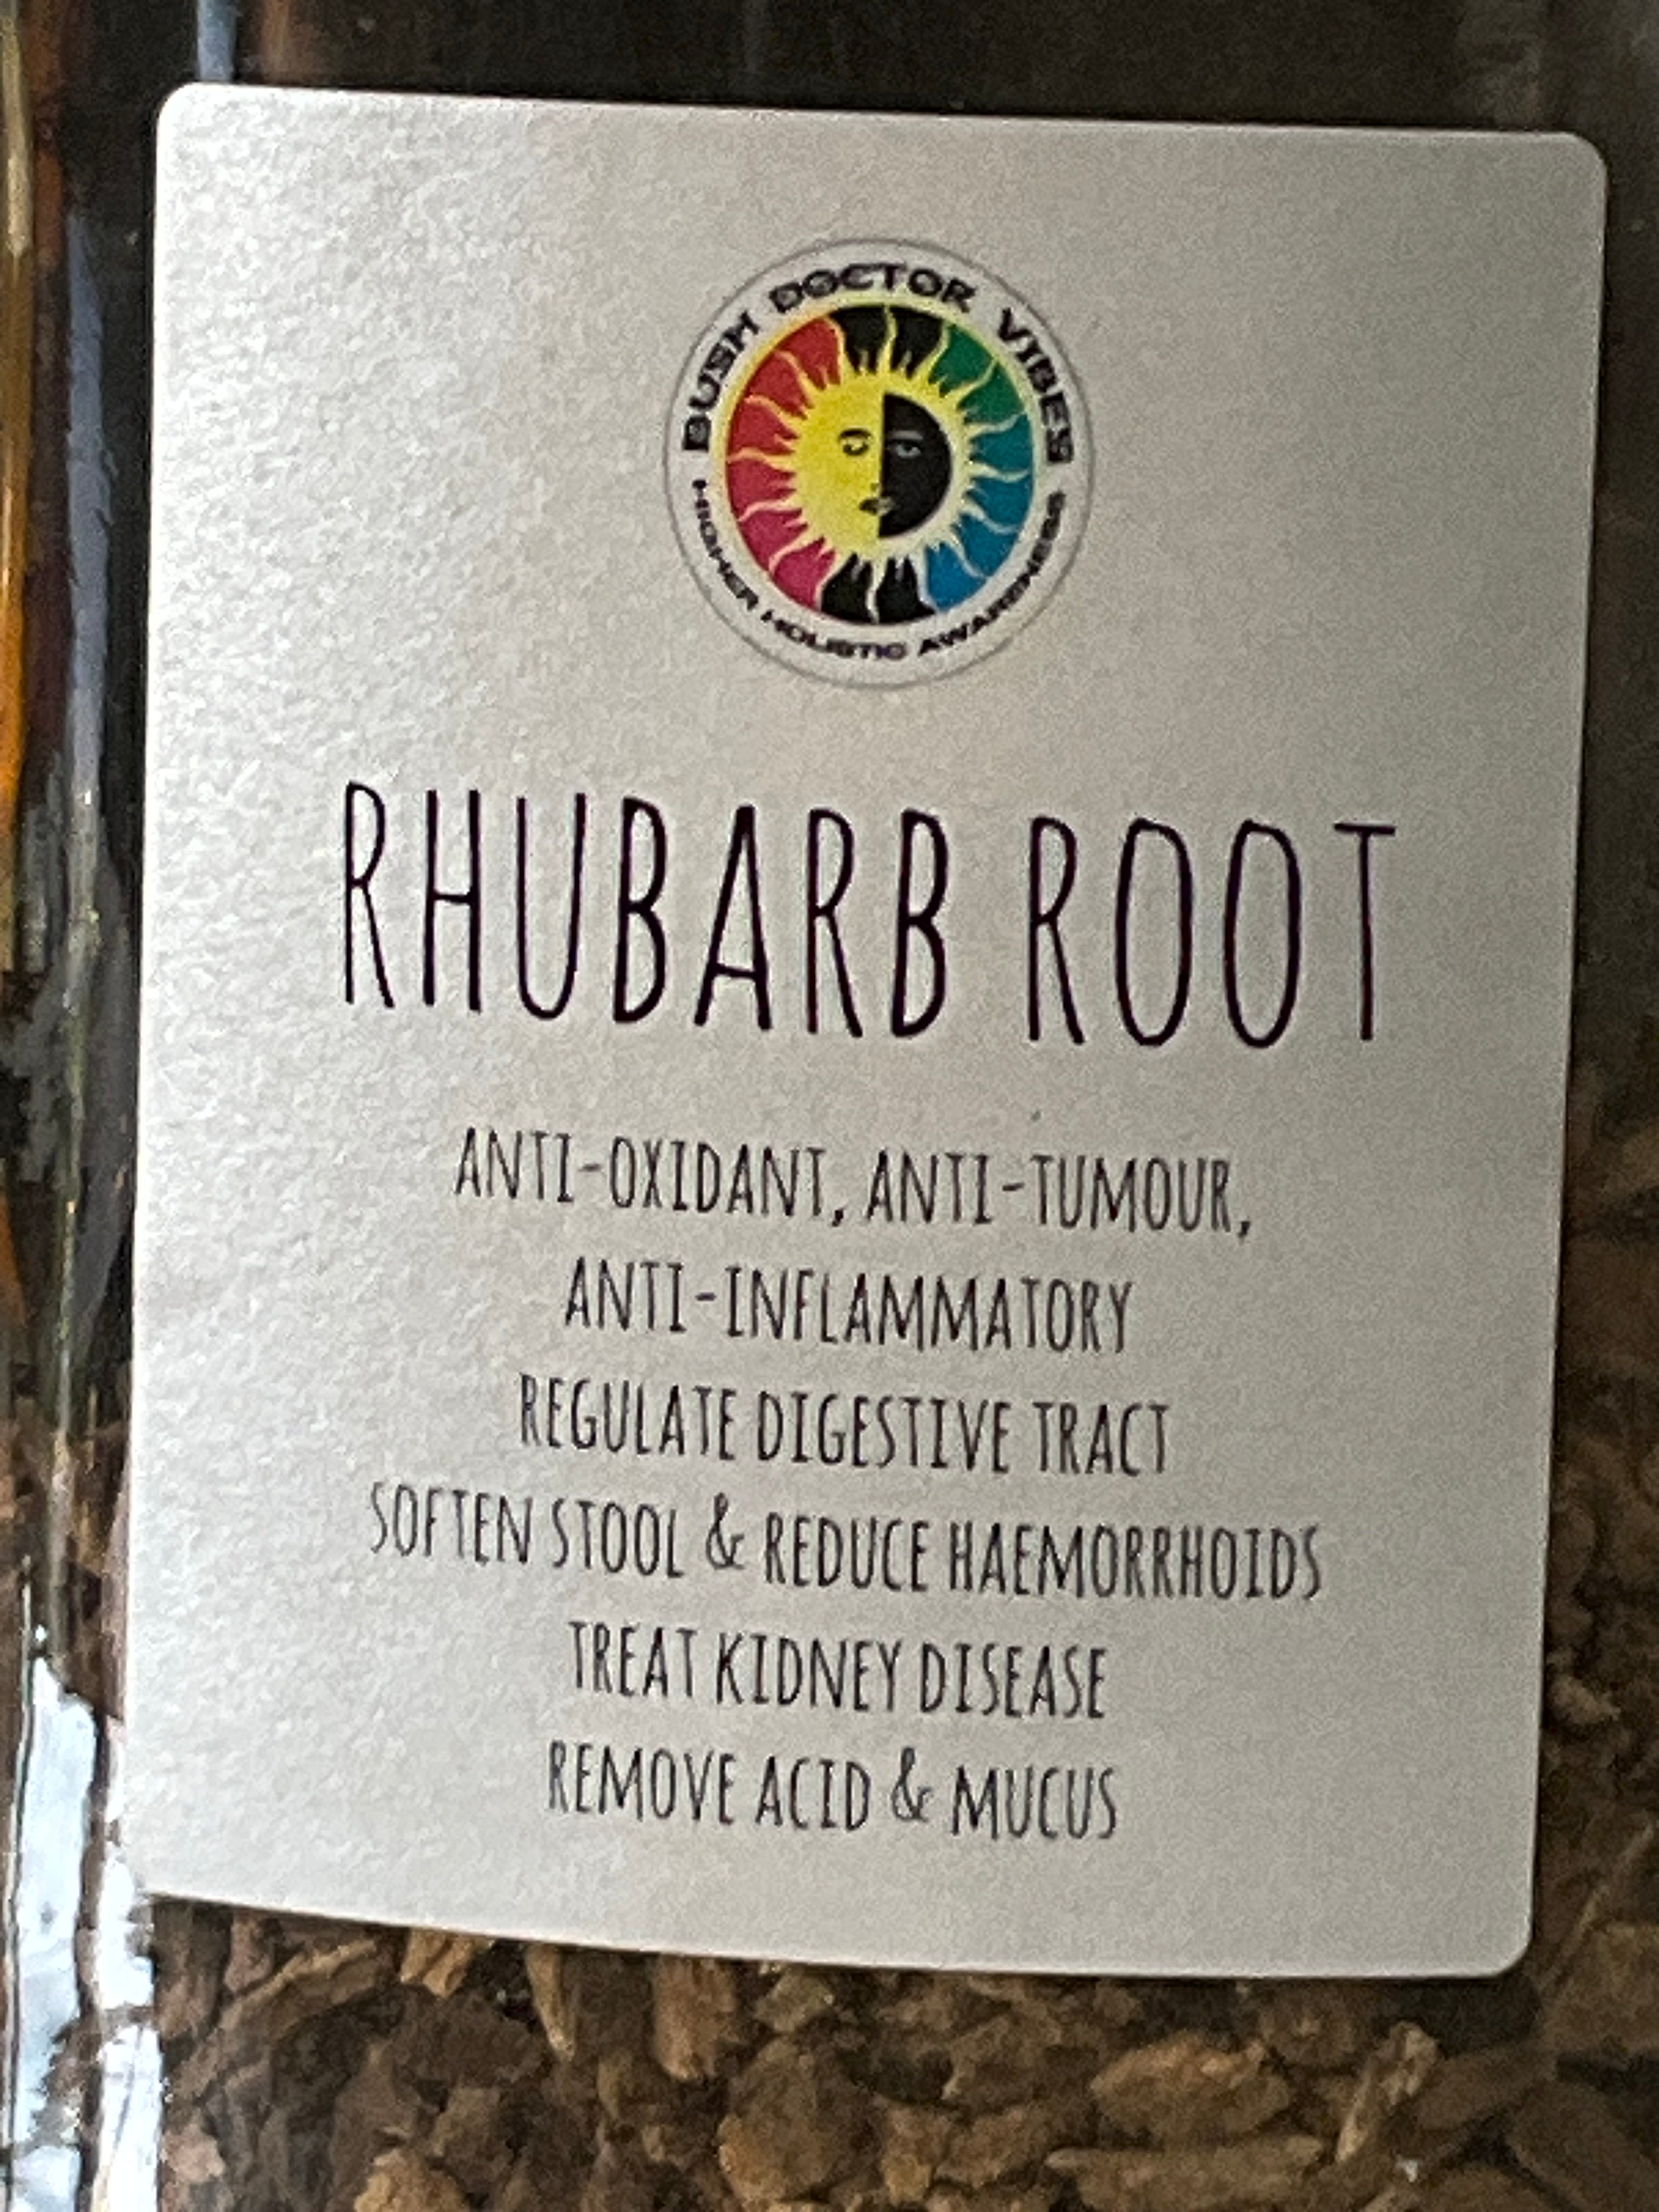 BUSH DOCTOR VIBES
HIGHER HOLISTIC AWARENESS
RHUBARB ROOT
ANTI-OXIDANT, ANTI-TUMOUR,
ANTI-INFLAMMATORY
REGULATE DIGESTIVE TRACT
SOFTEN STOOL & REDUCE HAEMORRHOIDS
TREAT KIDNEY DISEASE
REMOVE ACID & MUCUS